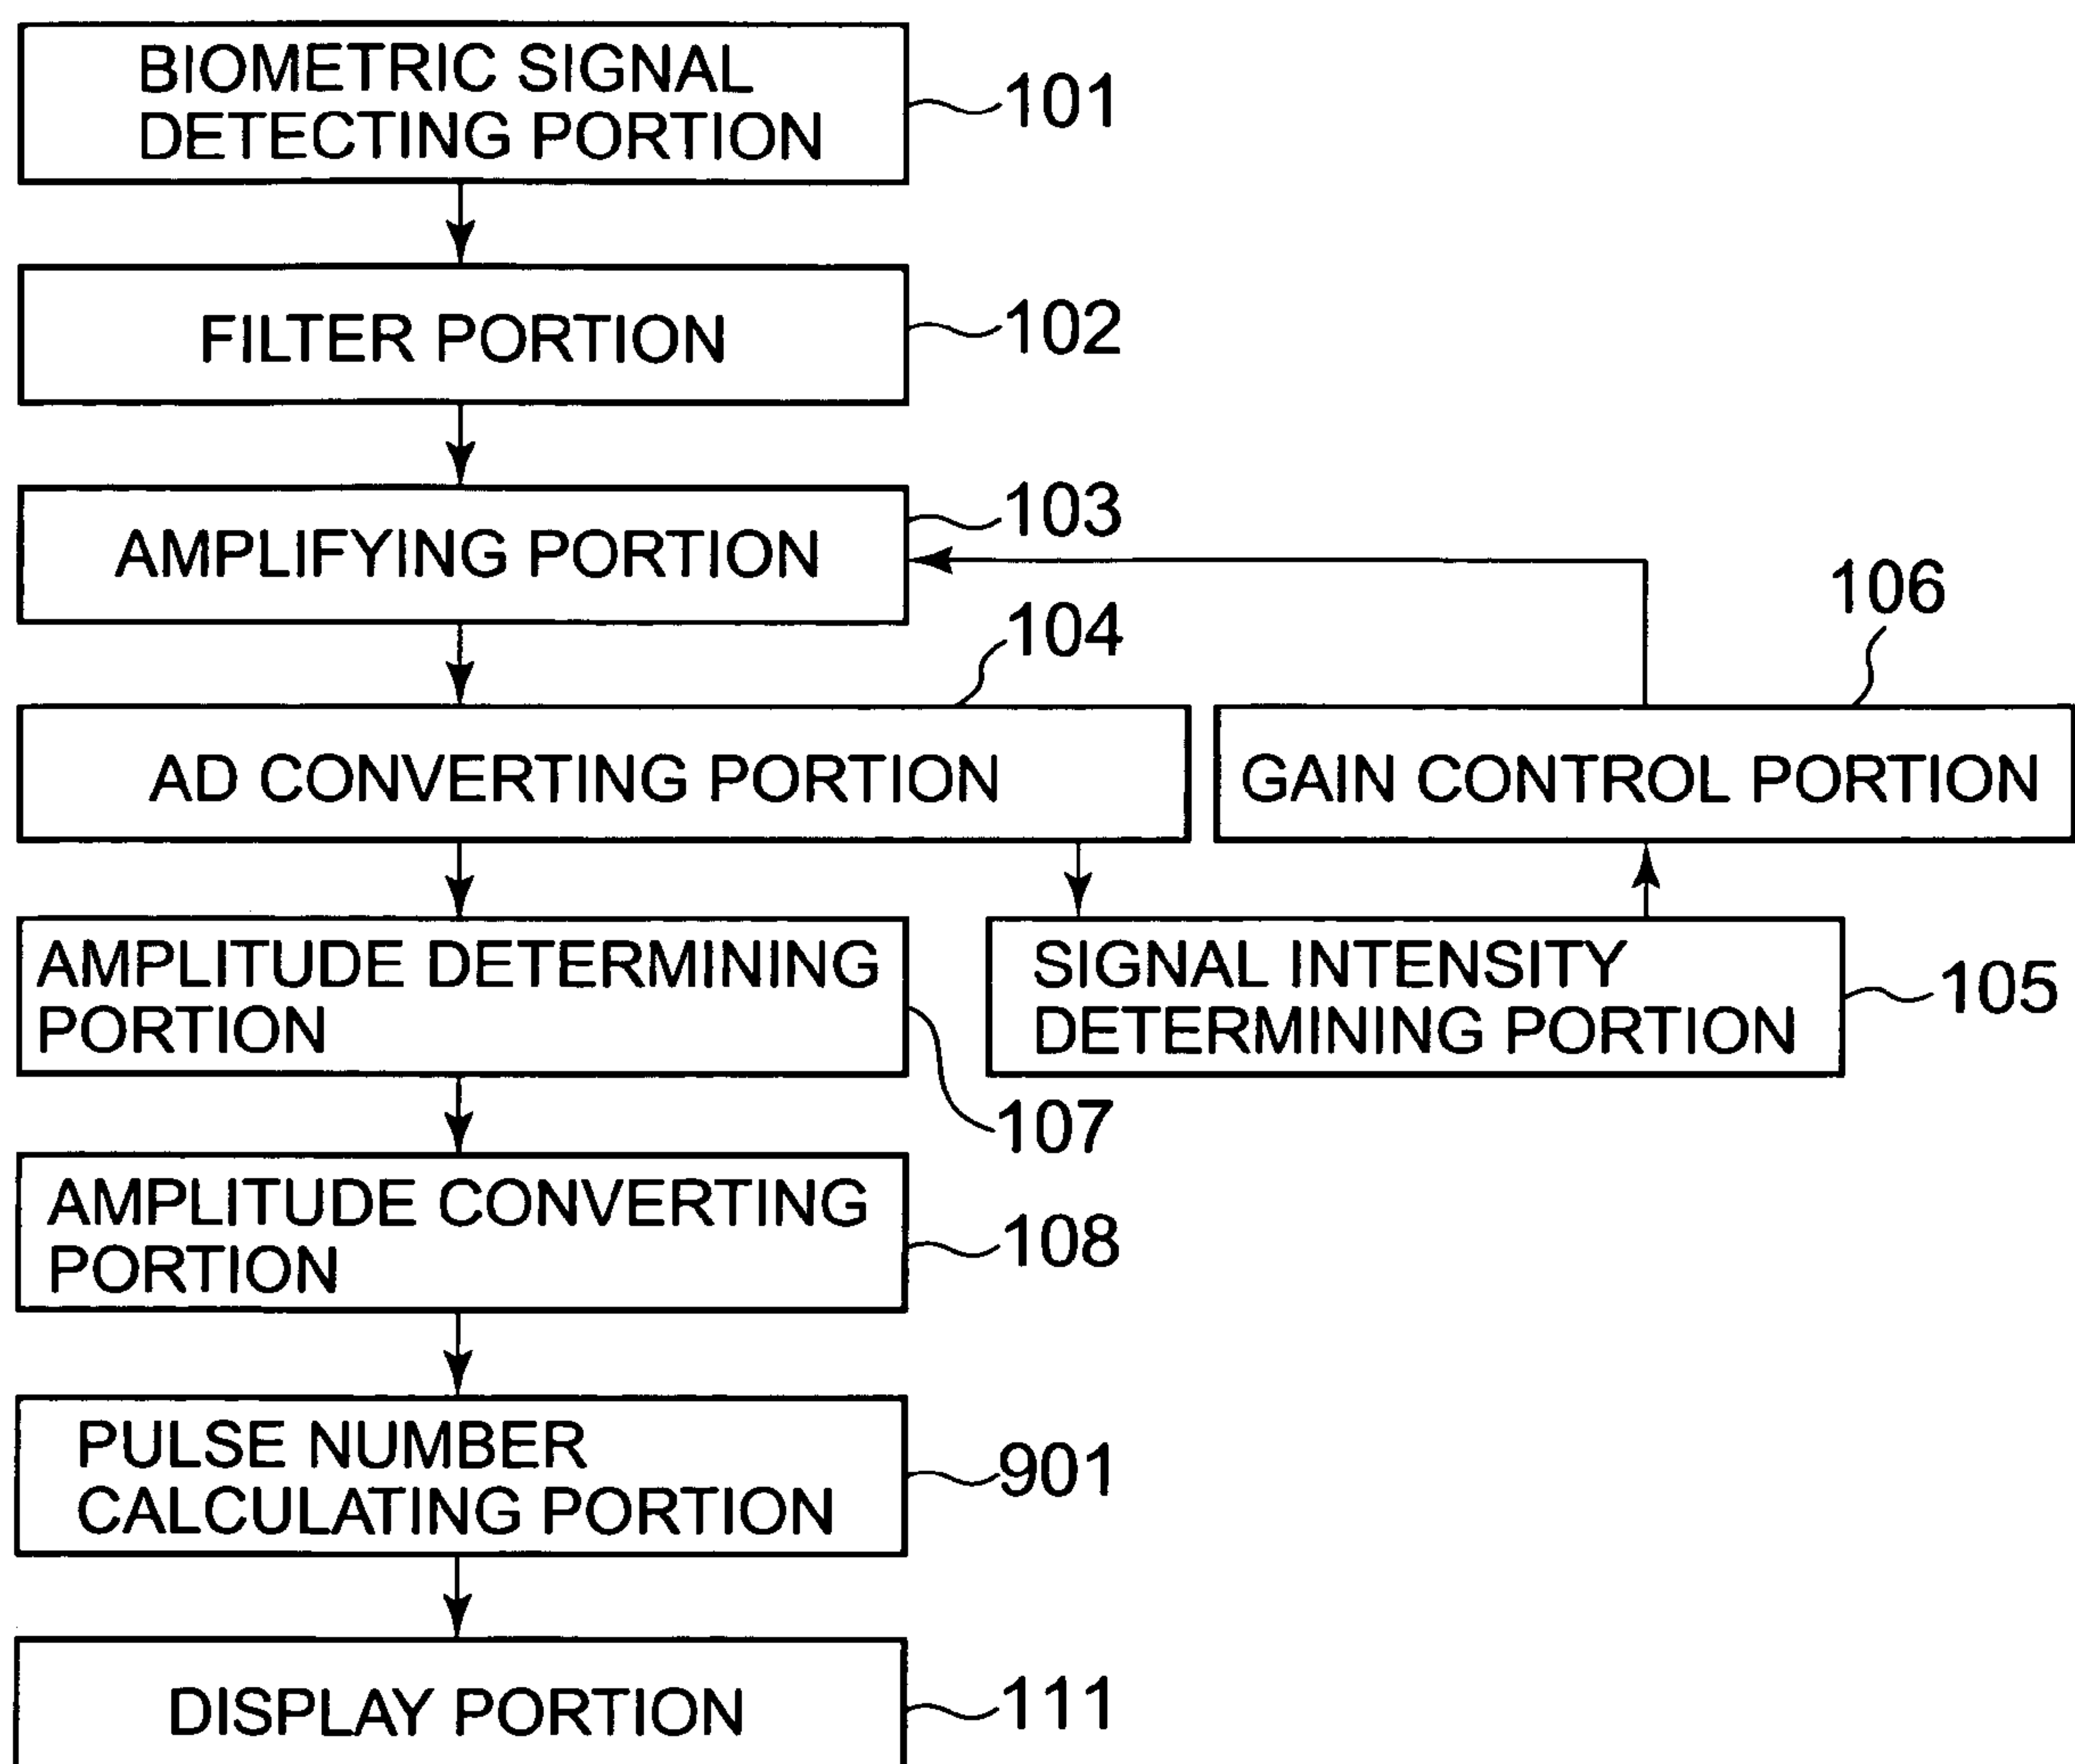 BIOMETRIC SIGNAL
DETECTING PORTION
101
FILTER PORTION
102
AMPLIFYING PORTION
103
104
106
AD CONVERTING PORTION
GAIN CONTROL PORTION
AMPLITUDE DETERMINING
PORTION
107
SIGNAL INTENSITY
DETERMINING PORTION
105
AMPLITUDE CONVERTING
PORTION
108
PULSE NUMBER
CALCULATING PORTION
901
DISPLAY PORTION
111